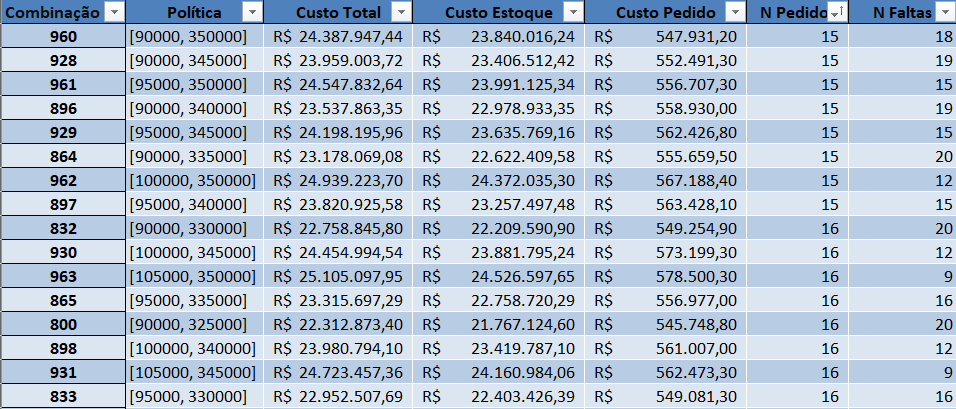 Combinação Política Custo Total Custo Estoque Custo Pedido N Pedido N Faltas
960 [90000, 350000] R$ 24.387.947,44 R$ 23.840.016,24 R$ 547.931,20 15 18
928 [90000, 345000] R$ 23.959.003,72 R$ 23.406.512,42 R$ 552.491,30 15 19
961 [95000, 350000] R$ 24.547.832,64 R$ 23.991.125,34 R$ 556.707,30 15 15
896 [90000, 340000] R$ 23.537.863,35 R$ 22.978.933,35 R$ 558.930,00 15 19
929 [95000, 345000] R$ 24.198.195,96 R$ 23.635.769,16 R$ 562.426,80 15 15
864 [90000, 335000] R$ 23.178.069,08 R$ 22.622.409,58 R$ 555.659,50 15 20
962 [100000, 350000] R$ 24.939.223,70 R$ 24.372.035,30 R$ 567.188,40 15 12
897 [95000, 340000] R$ 23.820.925,58 R$ 23.257.497,48 R$ 563.428,10 15 15
832 [90000, 330000] R$ 22.758.845,80 R$ 22.209.590,90 R$ 549.254,90 16 20
930 [100000, 345000] R$ 24.454.994,54 R$ 23.881.795,24 R$ 573.199,30 16 12
963 [105000, 350000] R$ 25.105.097,95 R$ 24.526.597,65 R$ 578.500,30 16 9
865 [95000, 335000] R$ 23.315.697,29 R$ 22.758.720,29 R$ 556.977,00 16 16
800 [90000, 325000] R$ 22.312.873,40 R$ 21.767.124,60 R$ 545.748,80 16 20
898 [100000, 340000] R$ 23.980.794,10 R$ 23.419.787,10 R$ 561.007,00 16 12
931 [105000, 345000] R$ 24.723.457,36 R$ 24.160.984,06 R$ 562.473,30 16 9
833 [95000, 330000] R$ 22.952.507,69 R$ 22.403.426,39 R$ 549.081,30 16 16